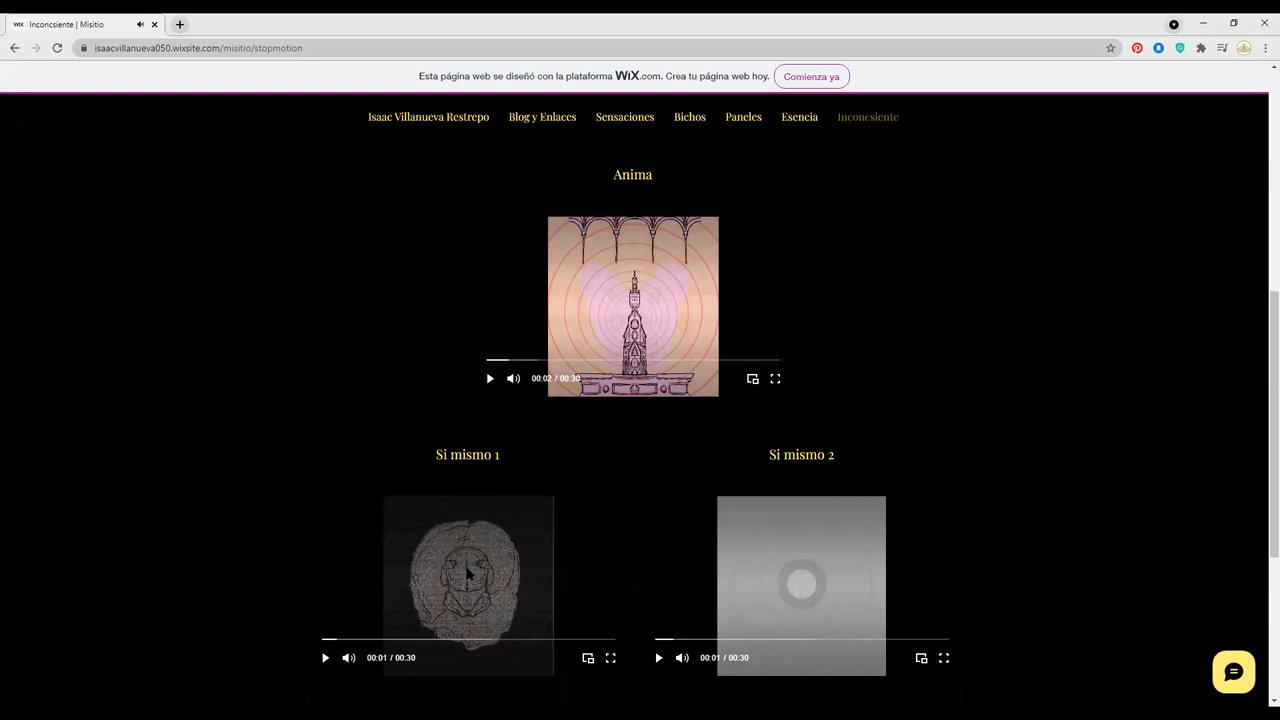 WiX Inconcsiente | Misitio
isaacvillanueva050.wixsite.com/misitio/stopmotion
Esta página web se diseñó con la plataforma WiX.com. Crea tu página web hoy. Comienza ya
Isaac Villanueva Restrepo Blog y Enlaces Sensaciones Bichos Paneles Esencia Inconcsiente
Anima
00:02 / 00:30
Si mismo 1 Si mismo 2
00:01 / 00:30 00:01 / 00:30